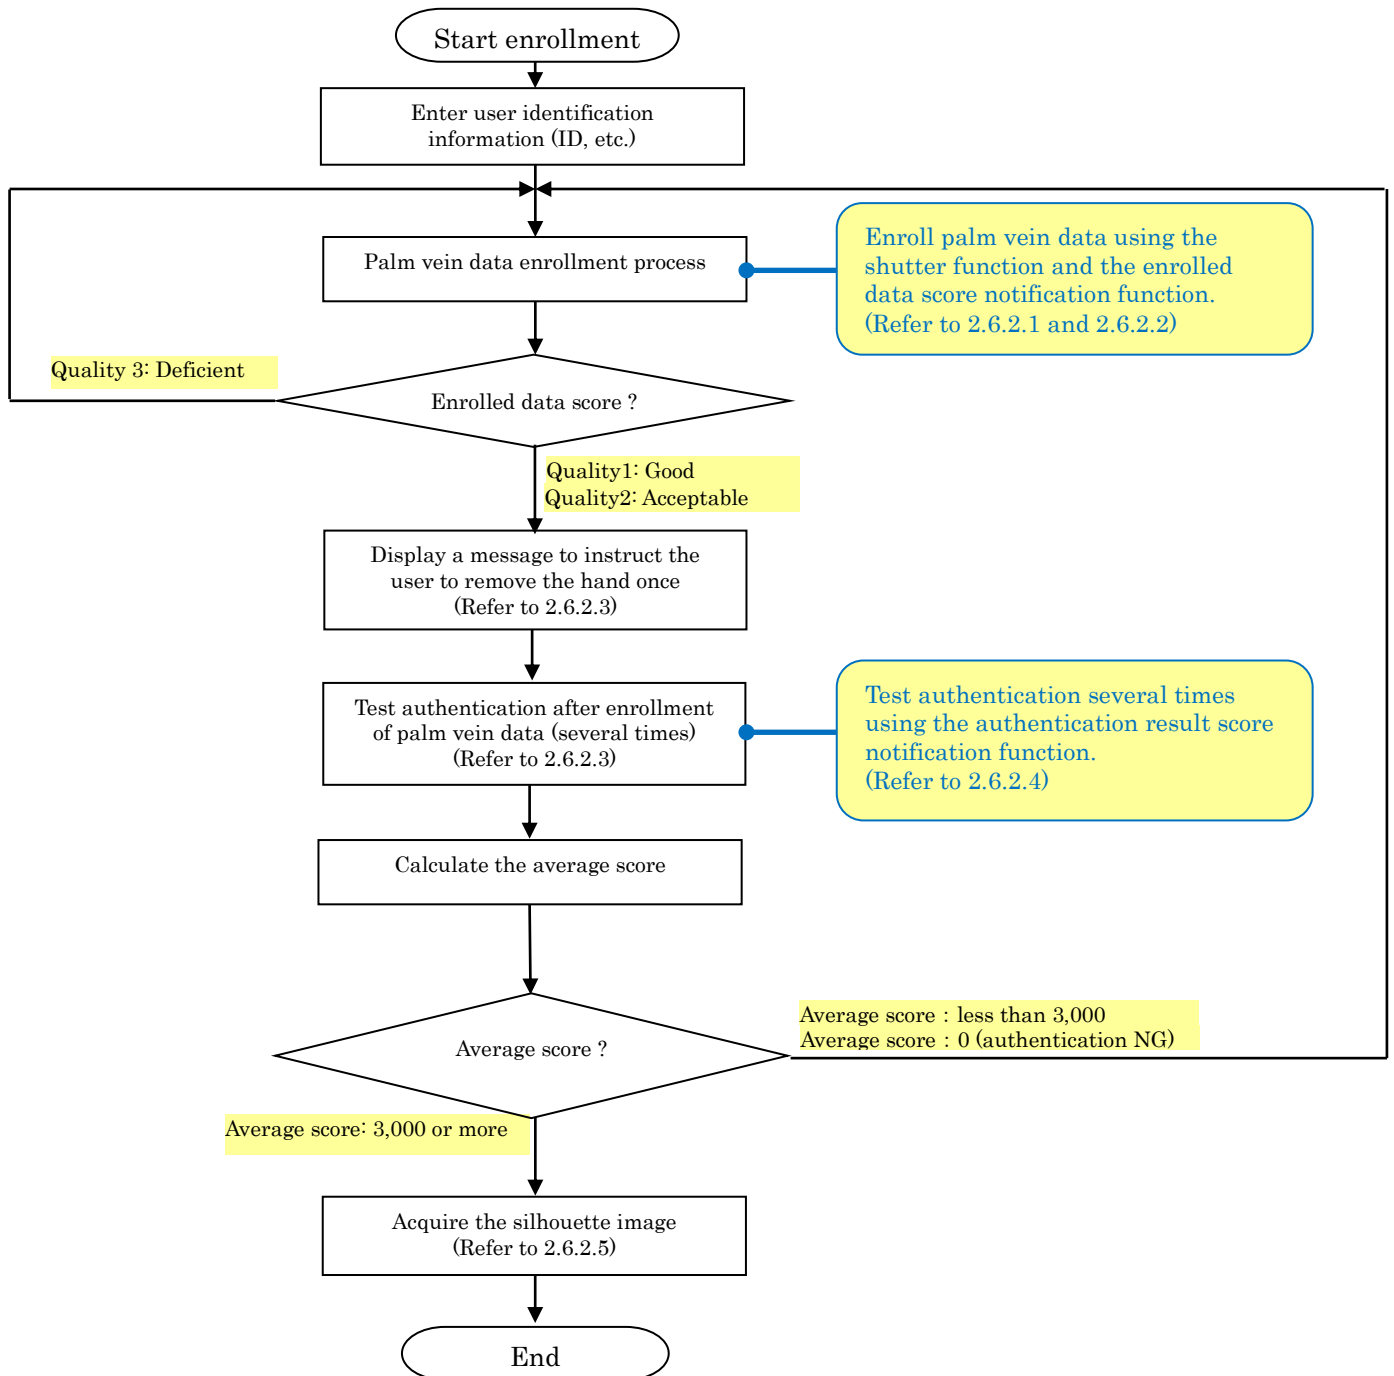 Start enrollment
Enter user identification
information (ID, etc.)
Palm vein data enrollment process
Enroll palm vein data using the
shutter function and the enrolled
data score notification function.
(Refer to 2.6.2.1 and 2.6.2.2)
Quality 3: Deficient
Enrolled data score ?
Quality1: Good
Quality2: Acceptable
Display a message to instruct the
user to remove the hand once
(Refer to 2.6.2.3)
Test authentication after enrollment
of palm vein data (several times)
(Refer to 2.6.2.3)
Test authentication several times
using the authentication result score
notification function.
(Refer to 2.6.2.4)
Calculate the average score
Average score : less than 3,000
Average score : 0 (authentication NG)
Average score ?
Average score: 3,000 or more
Acquire the silhouette image
(Refer to 2.6.2.5)
End